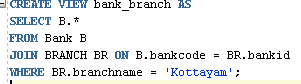 CREATE VIEW bank_branch AS
SELECT B.*
FROM Bank B
JOIN BRANCH BR ON B.bankcode = BR.bankid
WHERE BR.branchname = 'Kottayam';